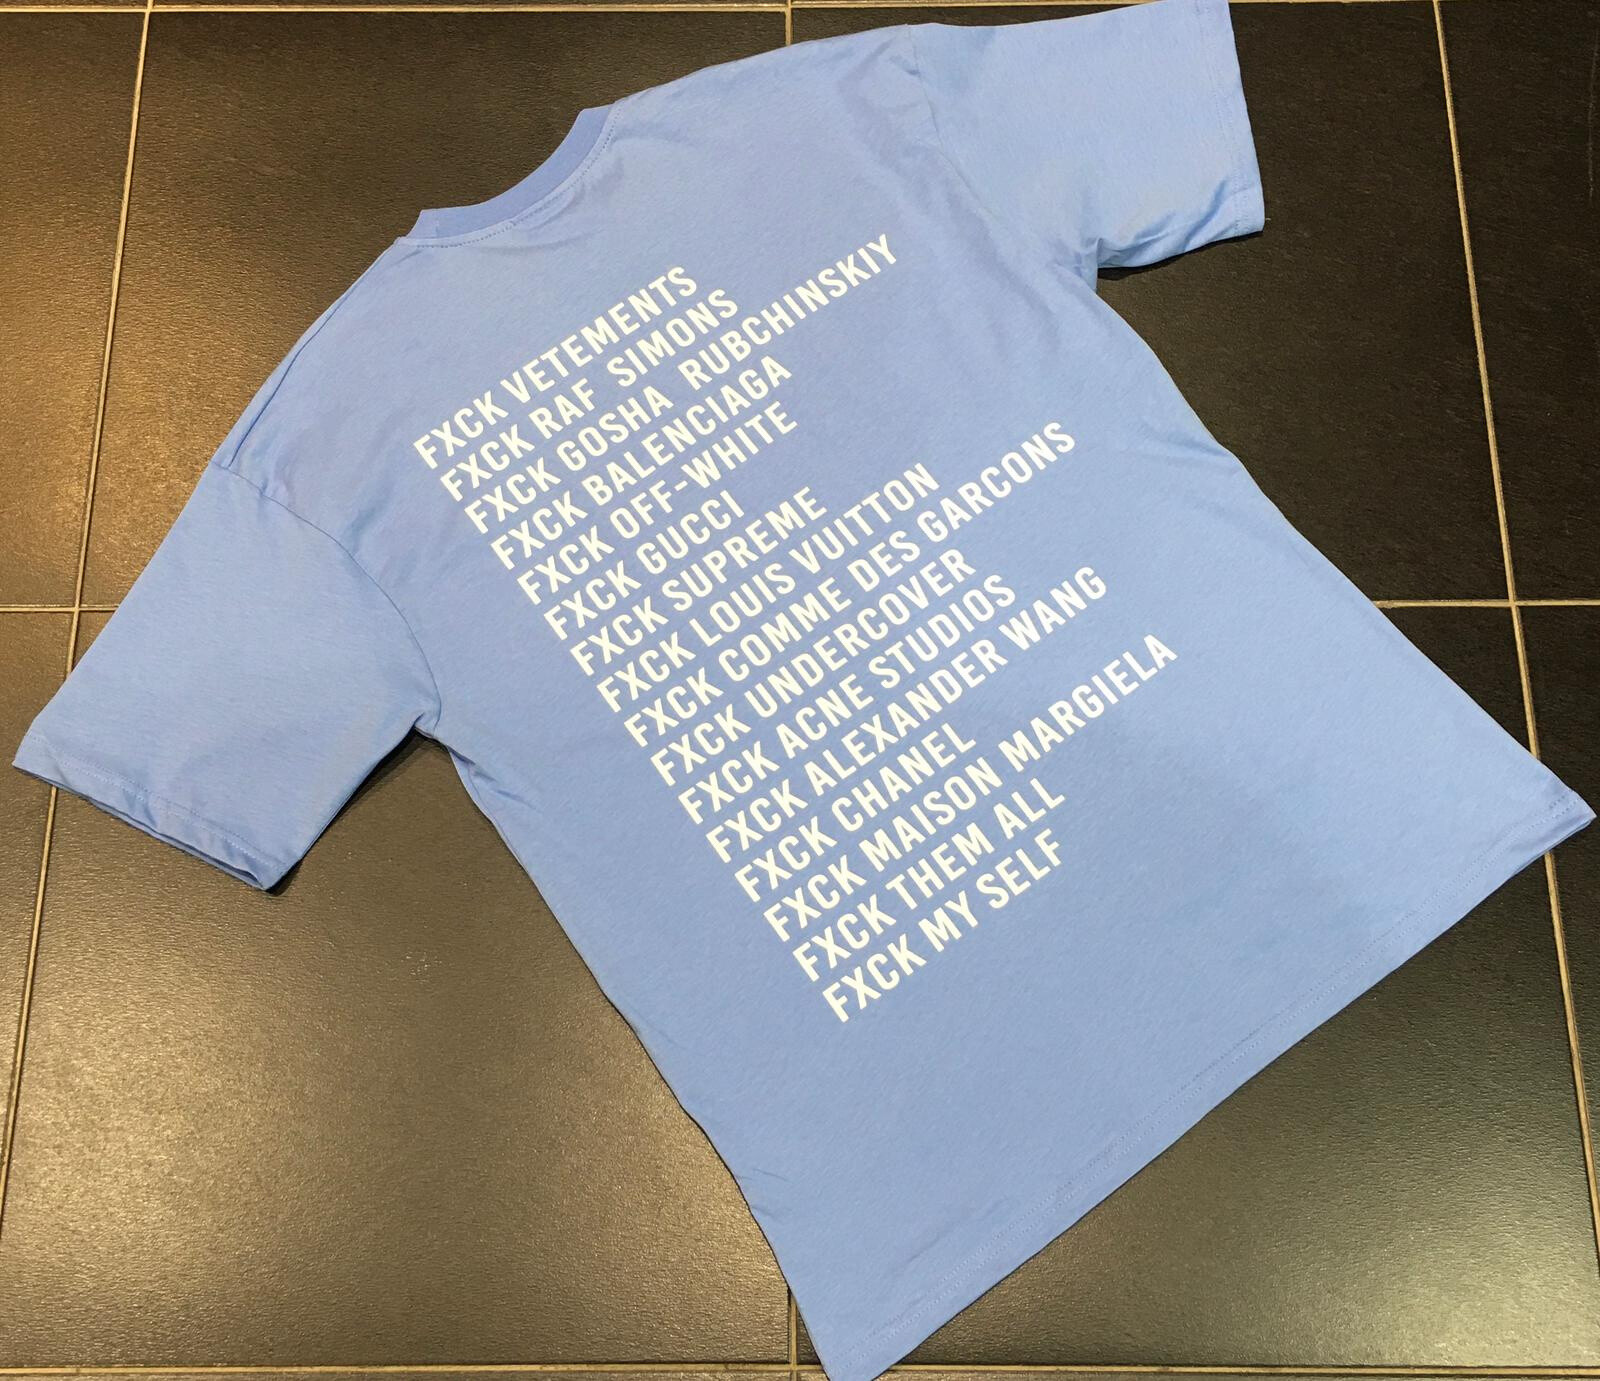 FXCK VETEMENTS
FXCK RAF SIMONS
FXCK GOSHA RUBCHINSKIY
FXCK BALENCIAGA
FXCK OFF-WHITE
FXCK GUCCI
FXCK SUPREME
FXCK LOUIS VUITTON
FXCK COMME DES GARCONS
FXCK UNDERCOVER
FXCK ACNE STUDIOS
FXCK ALEXANDER WANG
FXCK CHANEL
FXCK MAISON MARGIELA
FXCK THEM ALL
FXCK MY SELF